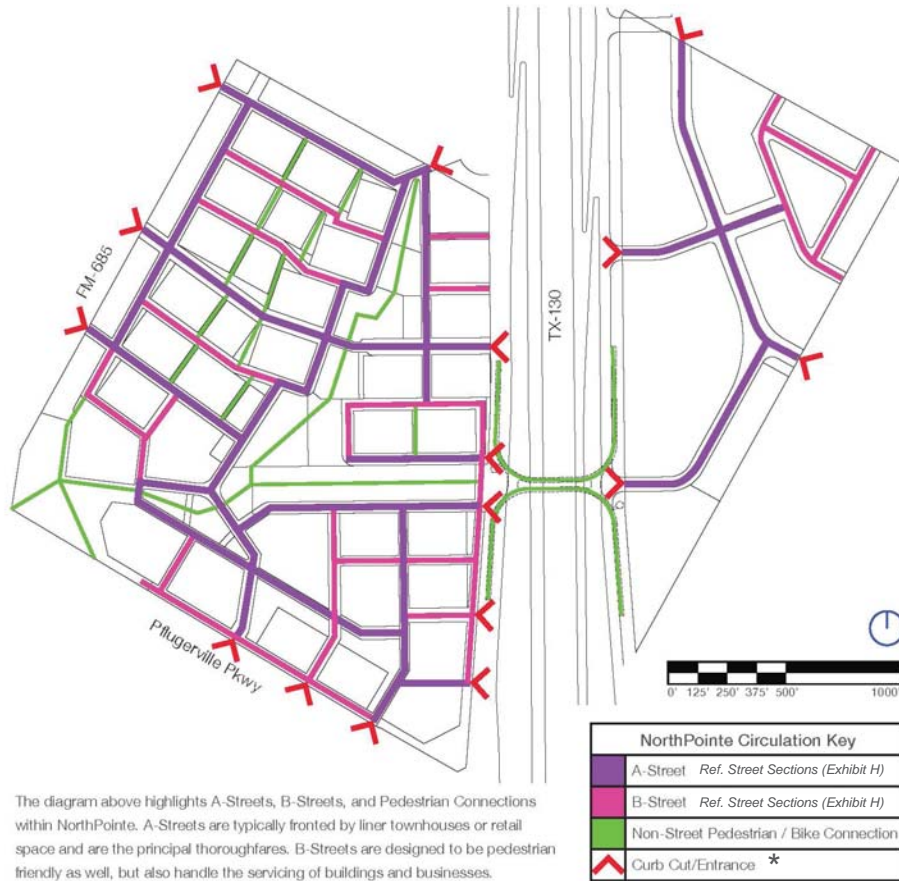 FM-685
TX-130
Pflugerville Pkwy
0' 125' 250' 375' 500' 1000'
NorthPointe Circulation Key
A-Street Ref. Street Sections (Exhibit H)
B-Street Ref. Street Sections (Exhibit H)
Non-Street Pedestrian / Bike Connection
Curb Cut/Entrance *
The diagram above highlights A-Streets, B-Streets, and Pedestrian Connections
within NorthPointe. A-Streets are typically fronted by liner townhouses or retail
space and are the principal thoroughfares. B-Streets are designed to be pedestrian
friendly as well, but also handle the servicing of buildings and businesses.